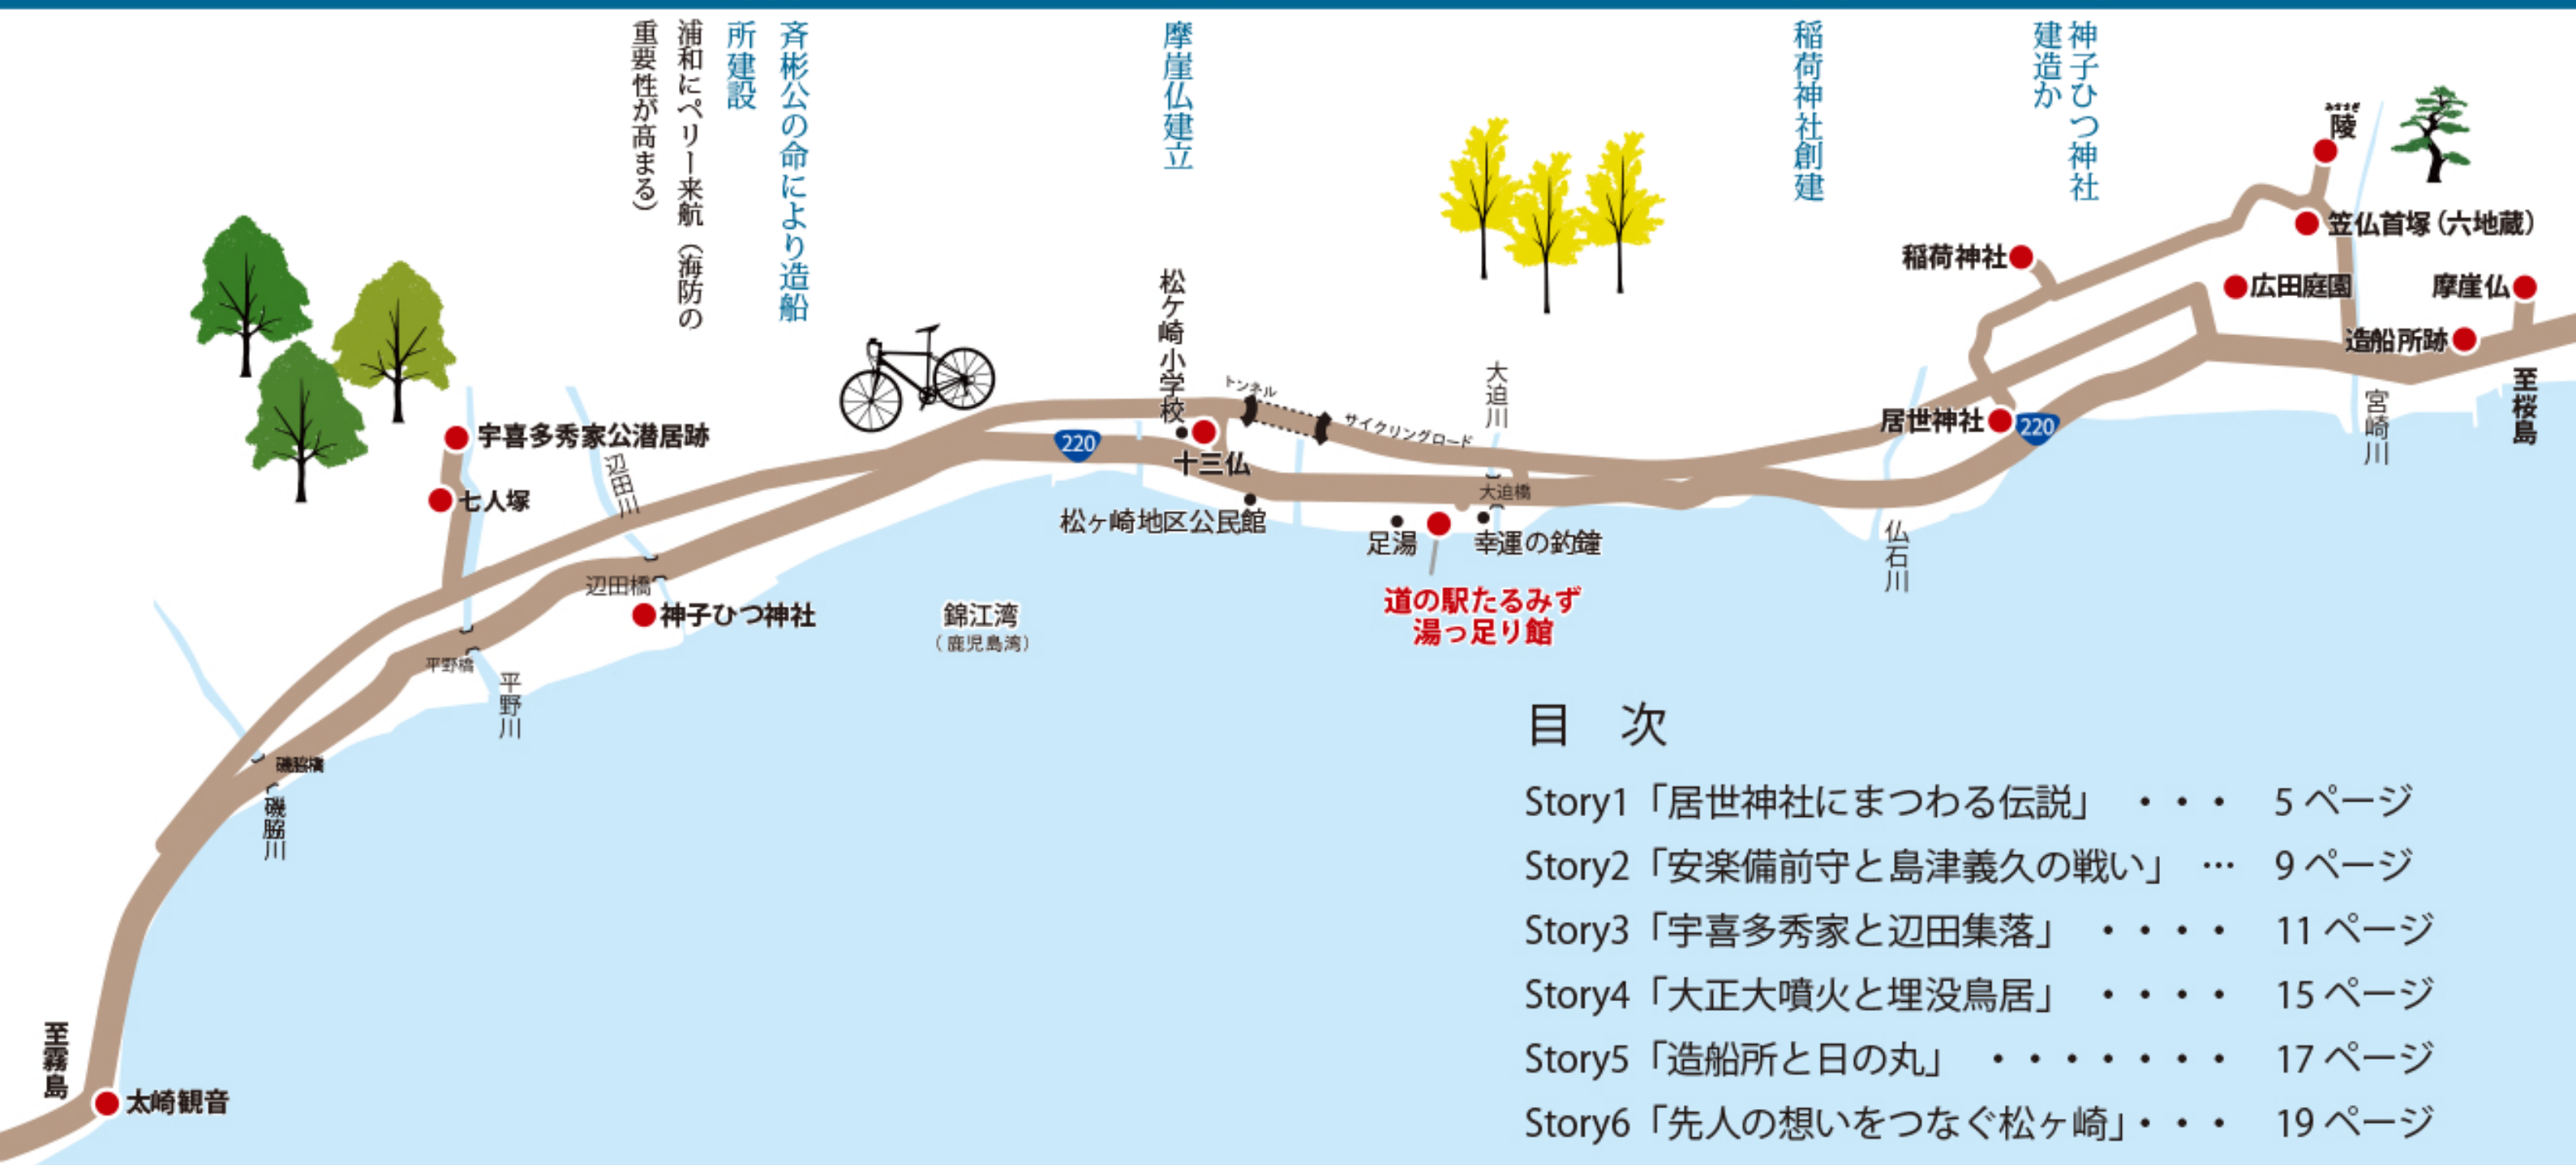 神子ひつ神社
建造か
稲荷神社創建
摩崖仏建立
斉彬公の命により造船
所建設
浦和にペリー来航（海防の
重要性が高まる）
みささぎ
陵
笠仏首塚（六地蔵）
稲荷神社
広田庭園
摩崖仏
造船所跡
至桜島
宮崎川
居世神社
220
仏石川
大迫川
サイクリングロード
トンネル
大迫橋
松ケ崎小学校
220
十三仏
松ヶ崎地区公民館
足湯
幸運の釣鐘
道の駅たるみず
湯っ足り館
宇喜多秀家公潜居跡
七人塚
辺田川
辺田橋
神子ひつ神社
錦江湾
（鹿児島湾）
平野橋
平野川
磯脇橋
磯脇川
至霧島
太崎観音
目　次
Story1「居世神社にまつわる伝説」 ・・・ 5 ページ
Story2「安楽備前守と島津義久の戦い」 … 9 ページ
Story3「宇喜多秀家と辺田集落」 ・・・・ 11 ページ
Story4「大正大噴火と埋没鳥居」 ・・・・ 15 ページ
Story5「造船所と日の丸」 ・・・・・・・ 17 ページ
Story6「先人の想いをつなぐ松ヶ崎」・・・ 19 ページ